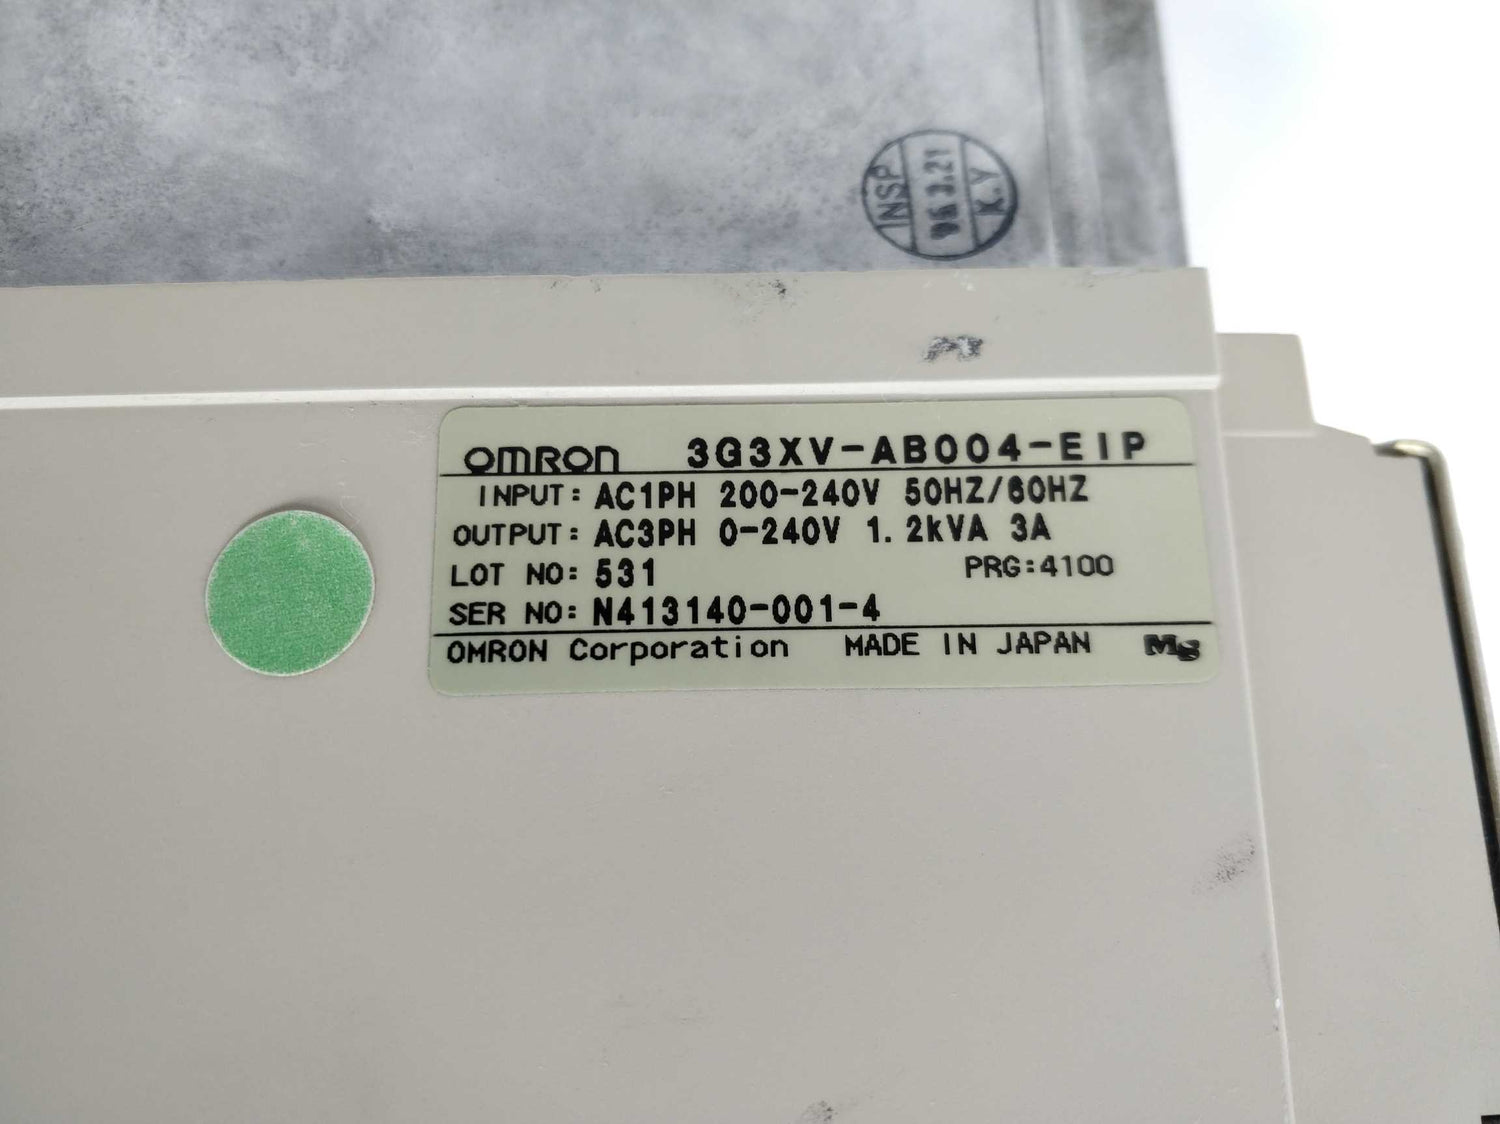 INSP
96.3.21
K.Y
OMRON 3G3XV-AB004-EIP
INPUT: AC1PH 200-240V 50HZ/60HZ
OUTPUT: AC3PH 0-240V 1.2kVA 3A
LOT NO: 531 PRG:4100
SER NO: N413140-001-4
OMRON Corporation MADE IN JAPAN